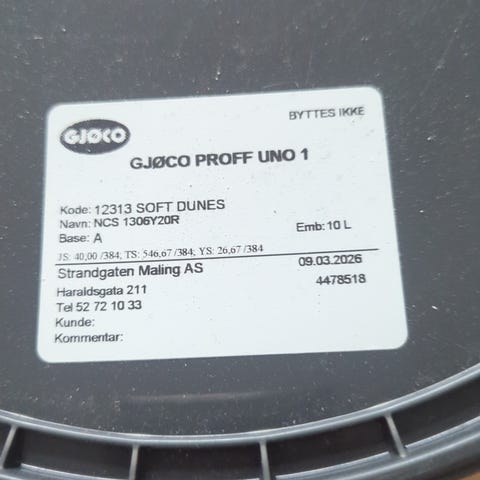 BYTTES IKKE
GJØCO
GJØCO PROFF UNO 1
Kode: 12313 SOFT DUNES
Navn: NCS 1306Y20R
Base: A
Emb: 10 L
JS: 40,00 /384; TS: 546,67 /384; YS: 26,67 /384
Strandgaten Maling AS
09.03.2026
Haraldsgata 211
4478518
Tel 52 72 10 33
Kunde:
Kommentar: